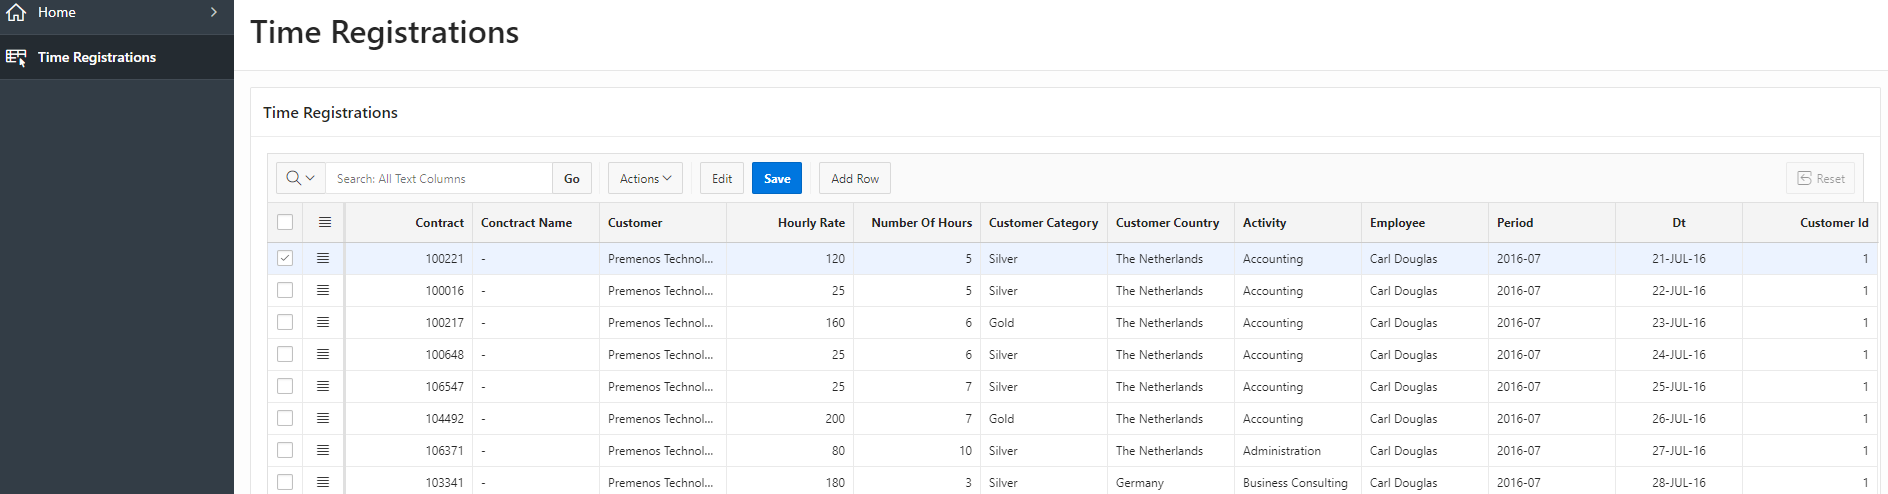 Home
Time Registrations
Time Registrations
Time Registrations
Search: All Text Columns Go Actions Edit Save Add Row Reset
Contract Conctract Name Customer Hourly Rate Number Of Hours Customer Category Customer Country Activity Employee Period Dt Customer Id
100221 - Premenos Technol... 120 5 Silver The Netherlands Accounting Carl Douglas 2016-07 21-JUL-16 1
100016 - Premenos Technol... 25 5 Silver The Netherlands Accounting Carl Douglas 2016-07 22-JUL-16 1
100217 - Premenos Technol... 160 6 Gold The Netherlands Accounting Carl Douglas 2016-07 23-JUL-16 1
100648 - Premenos Technol... 25 6 Silver The Netherlands Accounting Carl Douglas 2016-07 24-JUL-16 1
106547 - Premenos Technol... 25 7 Silver The Netherlands Accounting Carl Douglas 2016-07 25-JUL-16 1
104492 - Premenos Technol... 200 7 Gold The Netherlands Accounting Carl Douglas 2016-07 26-JUL-16 1
106371 - Premenos Technol... 80 10 Silver The Netherlands Administration Carl Douglas 2016-07 27-JUL-16 1
103341 - Premenos Technol... 180 3 Silver Germany Business Consulting Carl Douglas 2016-07 28-JUL-16 1